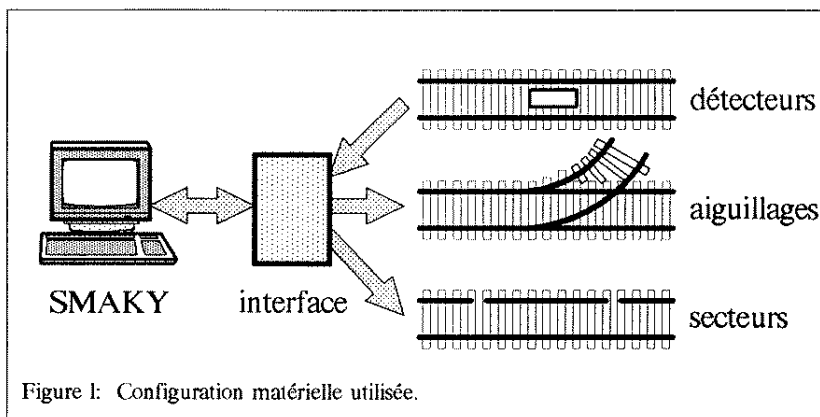 détecteurs
aiguillages
SMAKY
interface
secteurs
Figure 1: Configuration matérielle utilisée.